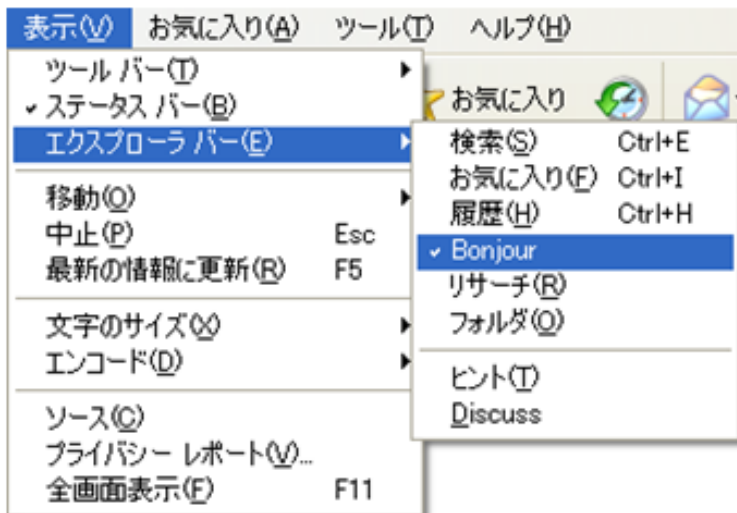 表示(V) お気に入り(A) ツール(T) ヘルプ(H)
ツール バー(T)
ステータス バー(B)
お気に入り
エクスプローラ バー(E)
検索(S) Ctrl+E
お気に入り(F) Ctrl+I
履歴(H) Ctrl+H
Bonjour
リサーチ(R)
フォルダ(O)
ヒント(T)
Discuss
移動(O)
中止(P) Esc
最新の情報に更新(R) F5
文字のサイズ(X)
エンコード(D)
ソース(C)
プライバシー レポート(V)...
全画面表示(F) F11